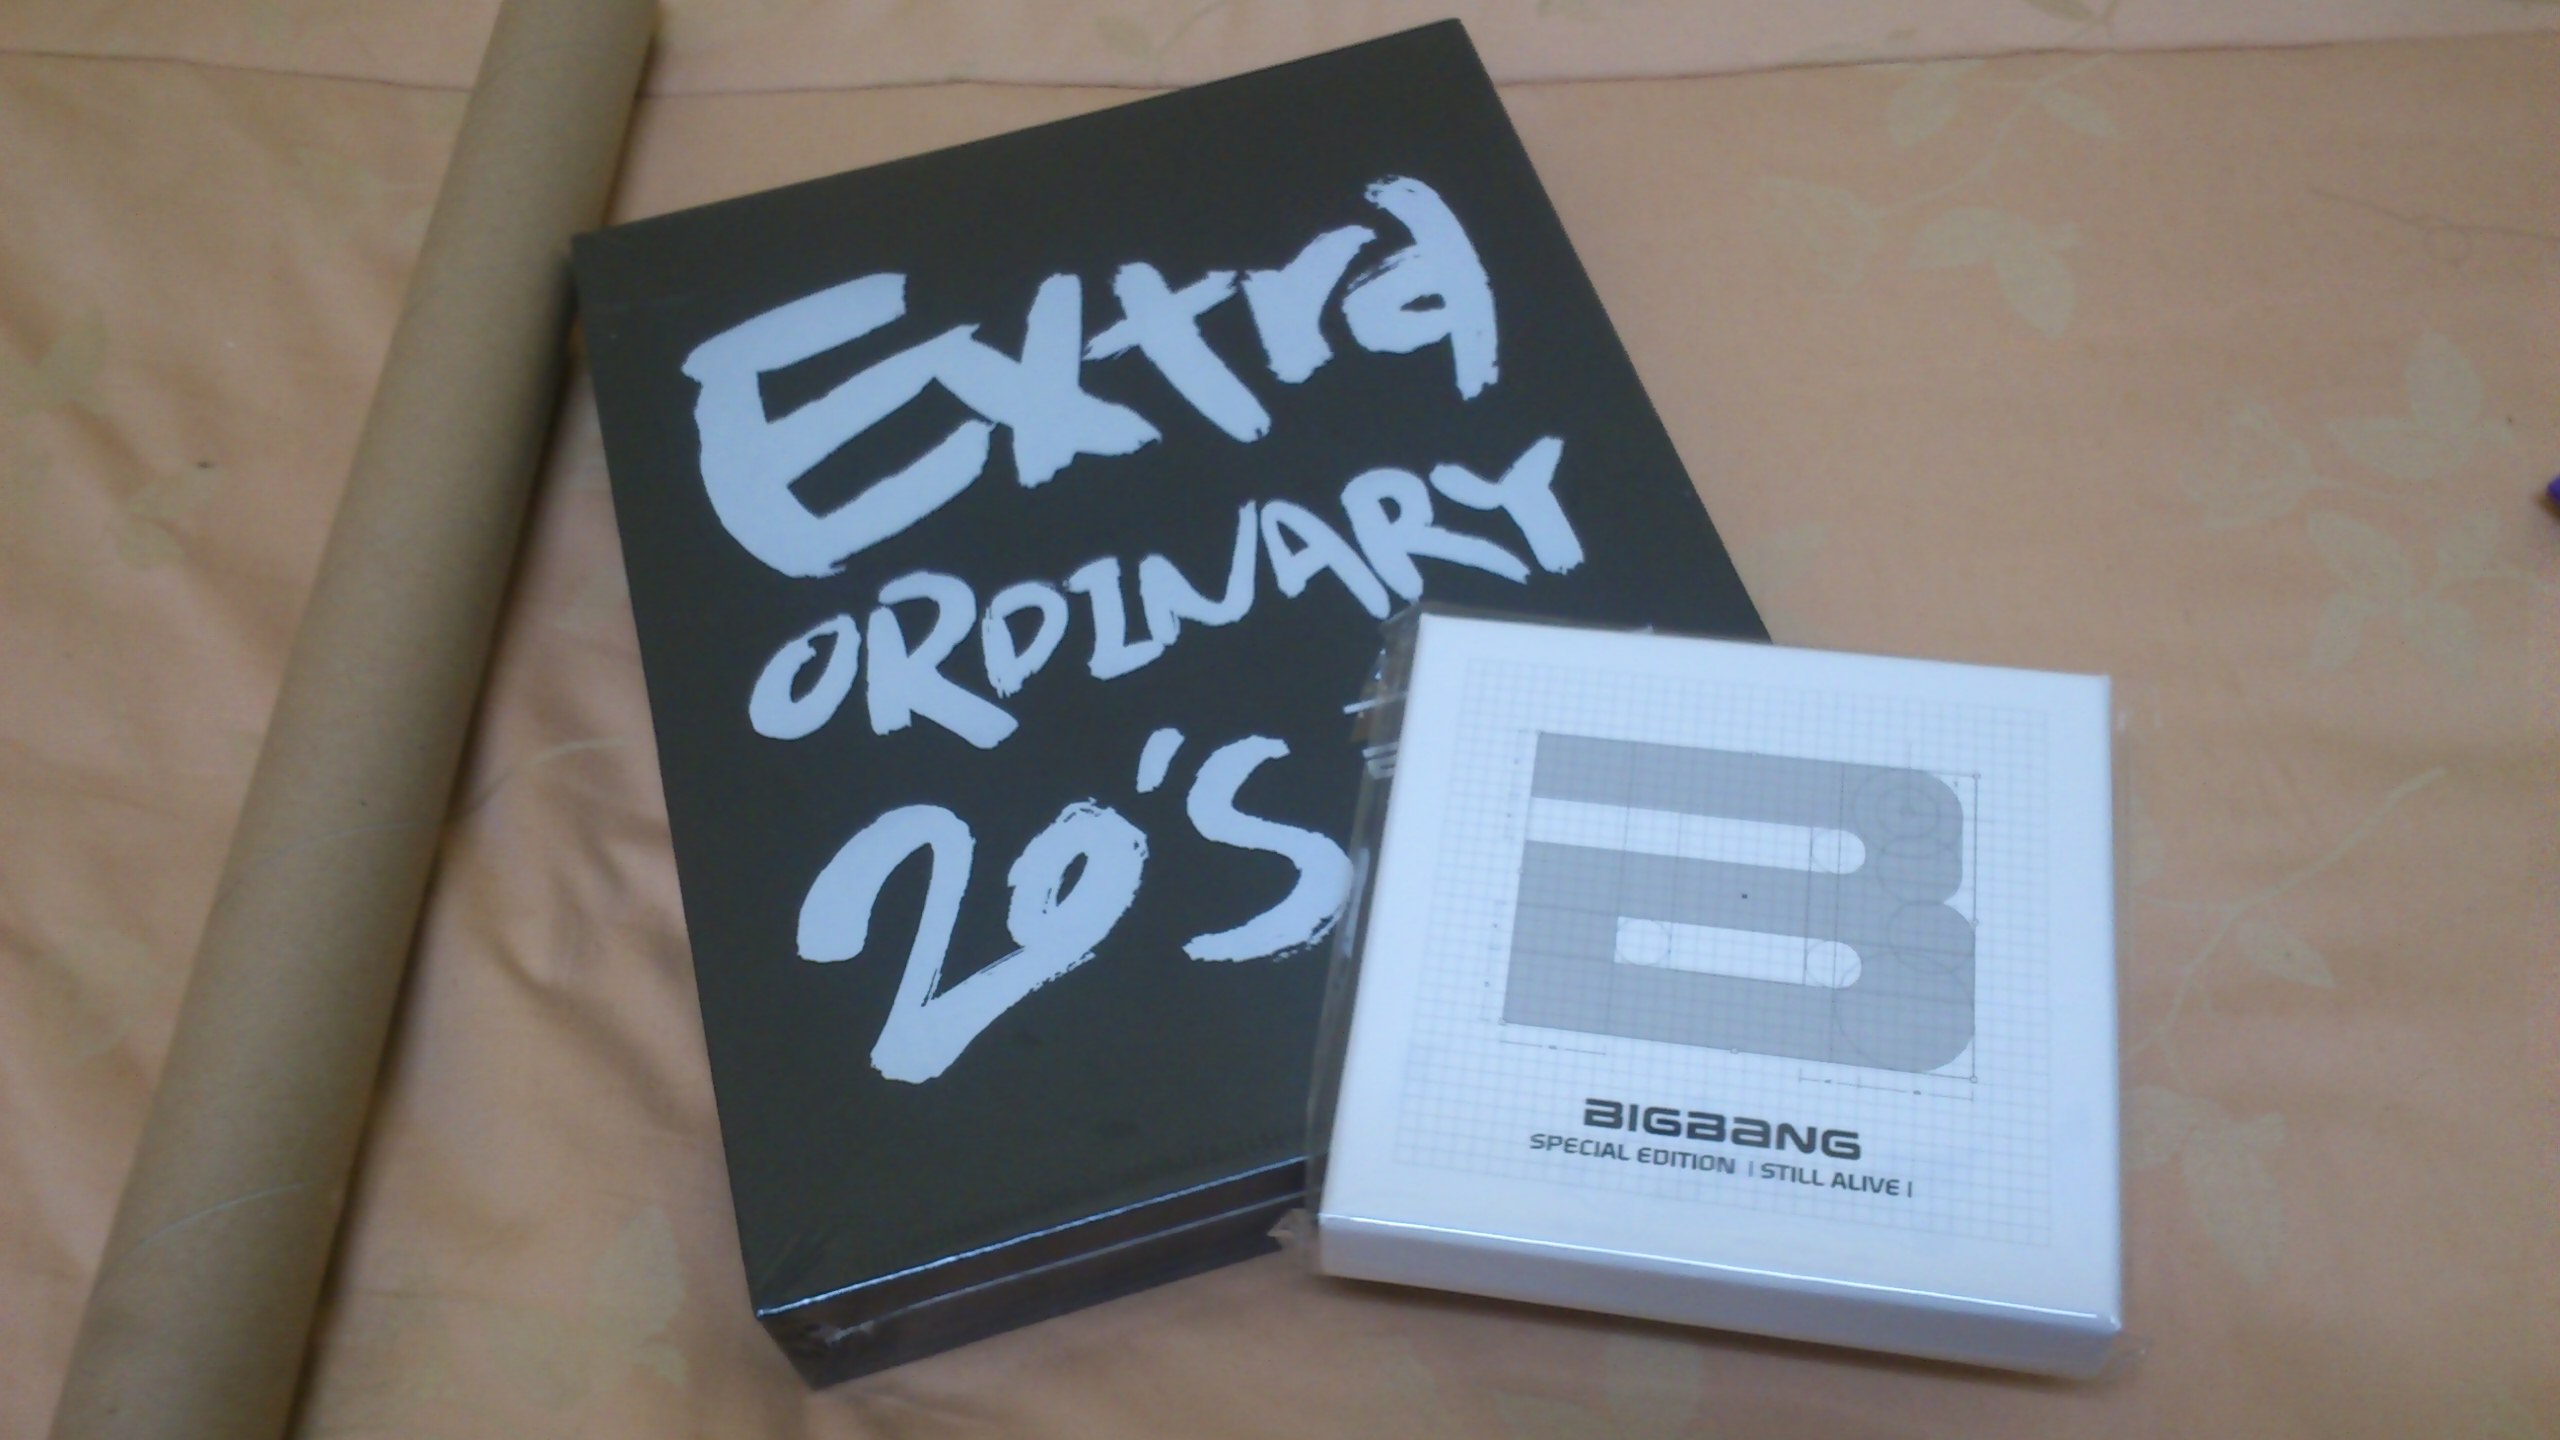 Extra
ORDINARY
20's
B
BIGBANG
SPECIAL EDITION | STILL ALIVE |